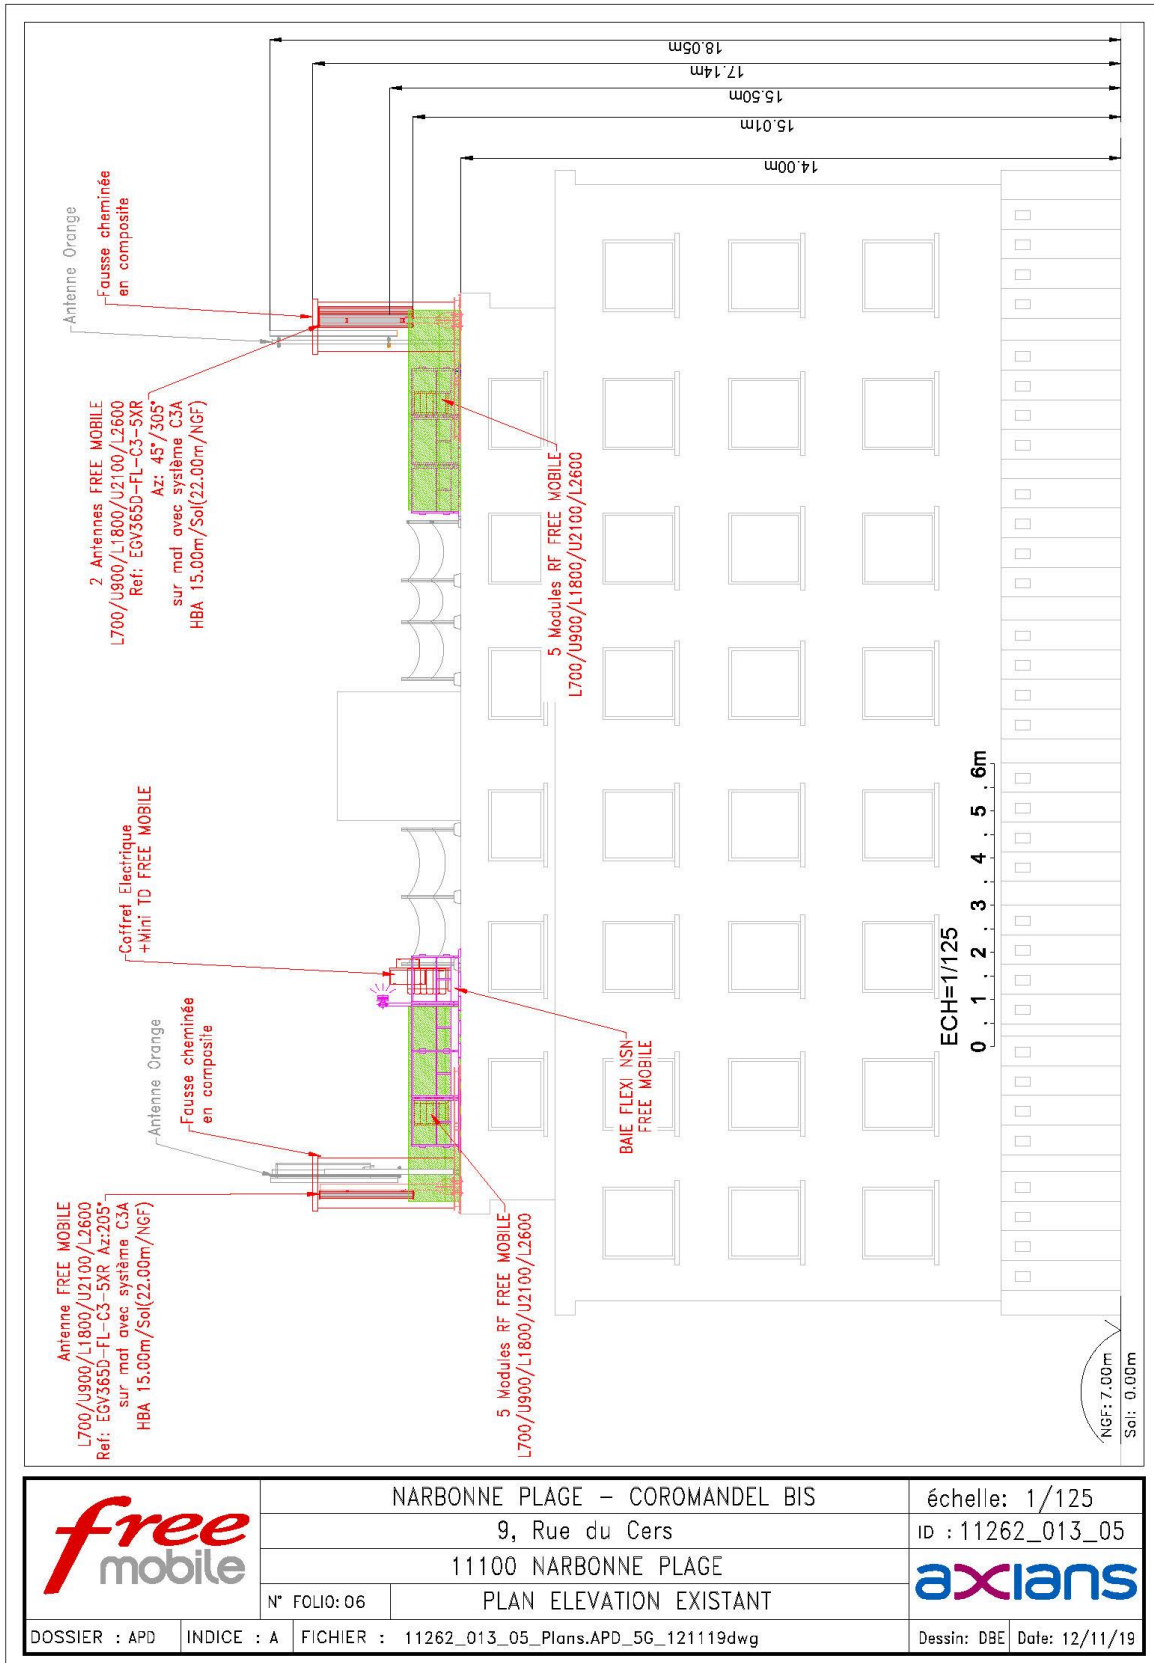 18.05m
17.14m
15.50m
15.01m
14.00m
Antenne Orange
Fausse cheminée
en composite
2 Antennes FREE MOBILE
L700/U900/L1800/U2100/L2600
Ref: EGV365D-FL-C3-5XR
Az: 45°/305°
sur mat avec système C3A
HBA 15.00m/Sol(22.00m/NGF)
5 Modules RF FREE MOBILE
L700/U900/L1800/U2100/L2600
Coffret Electrique
+Mini TD FREE MOBILE
Antenne Orange
Fausse cheminée
en composite
BAIE FLEXI NSN
FREE MOBILE
Antenne FREE MOBILE
L700/U900/L1800/U2100/L2600
Ref: EGV365D-FL-C3-5XR Az:205°
sur mat avec système C3A
HBA 15.00m/Sol(22.00m/NGF)
5 Modules RF FREE MOBILE
L700/U900/L1800/U2100/L2600
ECH=1/125
0 . 1 . 2 . 3 . 4 . 5 . 6m
NGF: 7.00m
Sol: 0.00m
free
mobile
NARBONNE PLAGE - COROMANDEL BIS
9, Rue du Cers
11100 NARBONNE PLAGE
N° FOLIO: 06
PLAN ELEVATION EXISTANT
échelle: 1/125
ID : 11262_013_05
axians
DOSSIER : APD
INDICE : A
FICHIER : 11262_013_05_Plans.APD_5G_121119dwg
Dessin: DBE
Date: 12/11/19